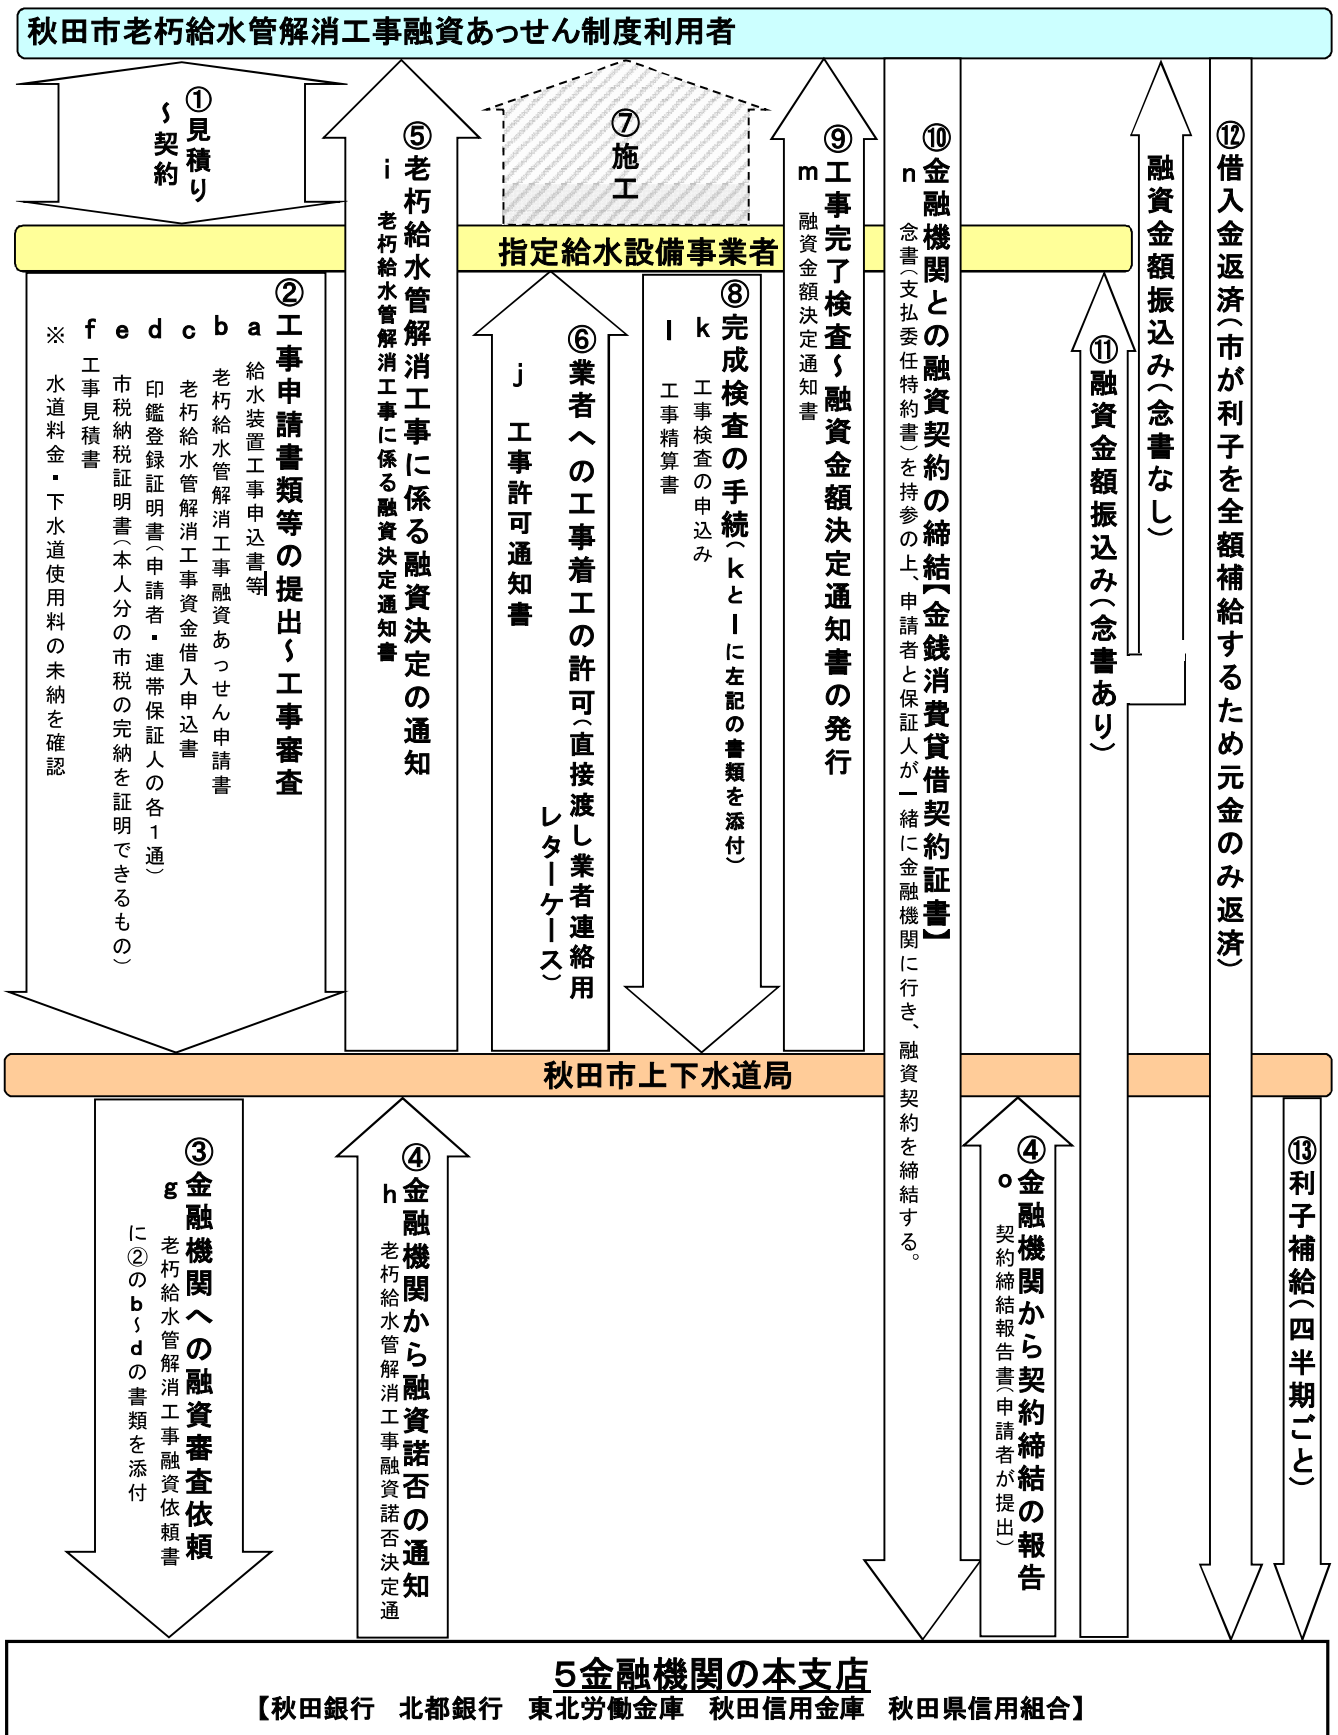 秋田市老朽給水管解消工事融資あっせん制度利用者
①見積り
～契約
⑤老朽給水管解消工事に係る融資決定の通知
i 老朽給水管解消工事に係る融資決定通知書
⑦施工
⑨工事完了検査～融資金額決定通知書の発行
m 融資金額決定通知書
⑩金融機関との融資契約の締結【金銭消費貸借契約証書】
n 念書（支払委任特約書）を持参の上、申請者と保証人が一緒に金融機関に行き、融資契約を締結する。
融資金額振込み（念書なし）
⑫借入金返済（市が利子を全額補給するため元金のみ返済）
指定給水設備事業者
②工事申請書類等の提出～工事審査
a 給水装置工事申込書等
b 老朽給水管解消工事融資あっせん申請書
c 老朽給水管解消工事資金借入申込書
d 印鑑登録証明書（申請者・連帯保証人の各１通）
e 市税納税証明書（本人分の市税の完納を証明できるもの）
f 工事見積書
※ 水道料金・下水道使用料の未納を確認
⑥業者への工事着工の許可（直接渡し業者連絡用
レターケース）
j 工事許可通知書
⑧完成検査の手続（kとlに左記の書類を添付）
k 工事検査の申込み
l 工事精算書
⑪融資金額振込み（念書あり）
秋田市上下水道局
③金融機関への融資審査依頼
g 老朽給水管解消工事融資依頼書
に②のb～dの書類を添付
④金融機関から融資諾否の通知
h 老朽給水管解消工事融資諾否決定通
④金融機関から契約締結の報告
o 契約締結報告書（申請者が提出）
⑬利子補給（四半期ごと）
5金融機関の本支店
【秋田銀行 北都銀行 東北労働金庫 秋田信用金庫 秋田県信用組合】